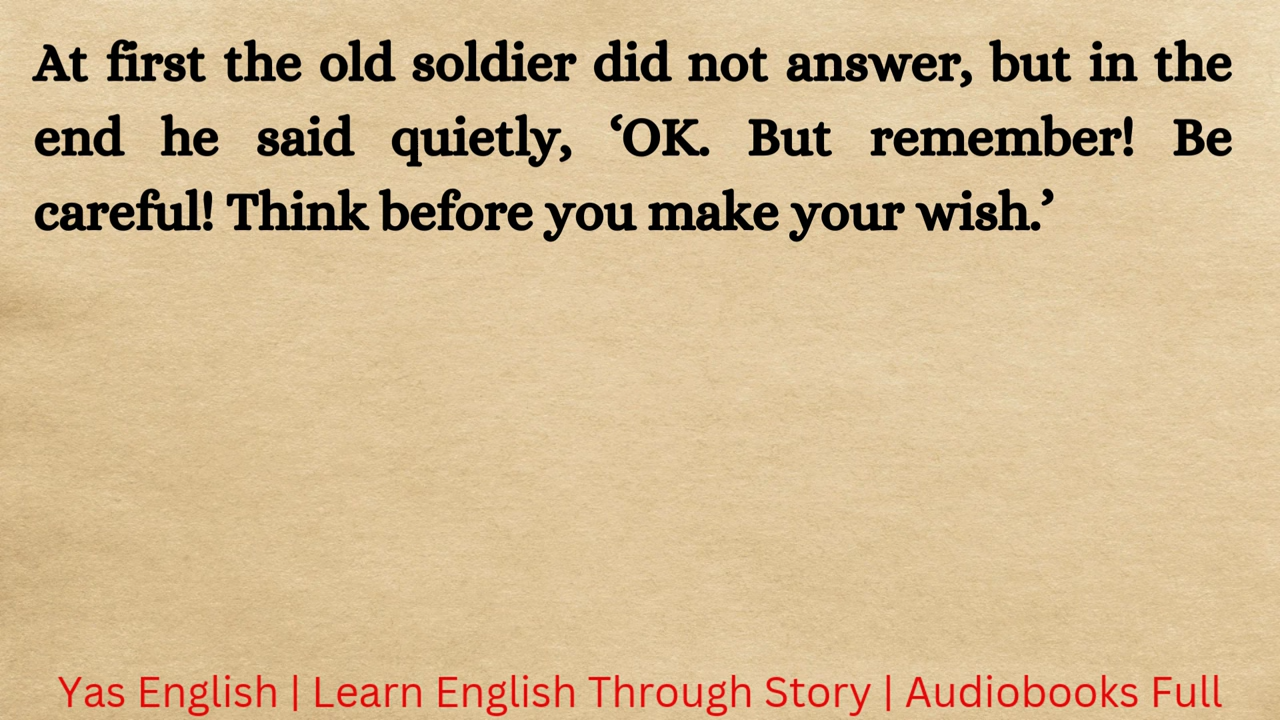 At first the old soldier did not answer, but in the
end he said quietly, ‘OK. But remember! Be
careful! Think before you make your wish.’
Yas English | Learn English Through Story | Audiobooks Full